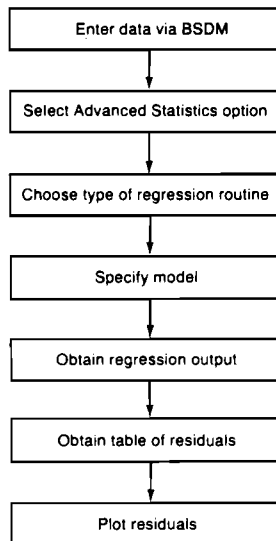 Enter data via BSDM
Select Advanced Statistics option
Choose type of regression routine
Specify model
Obtain regression output
Obtain table of residuals
Plot residuals